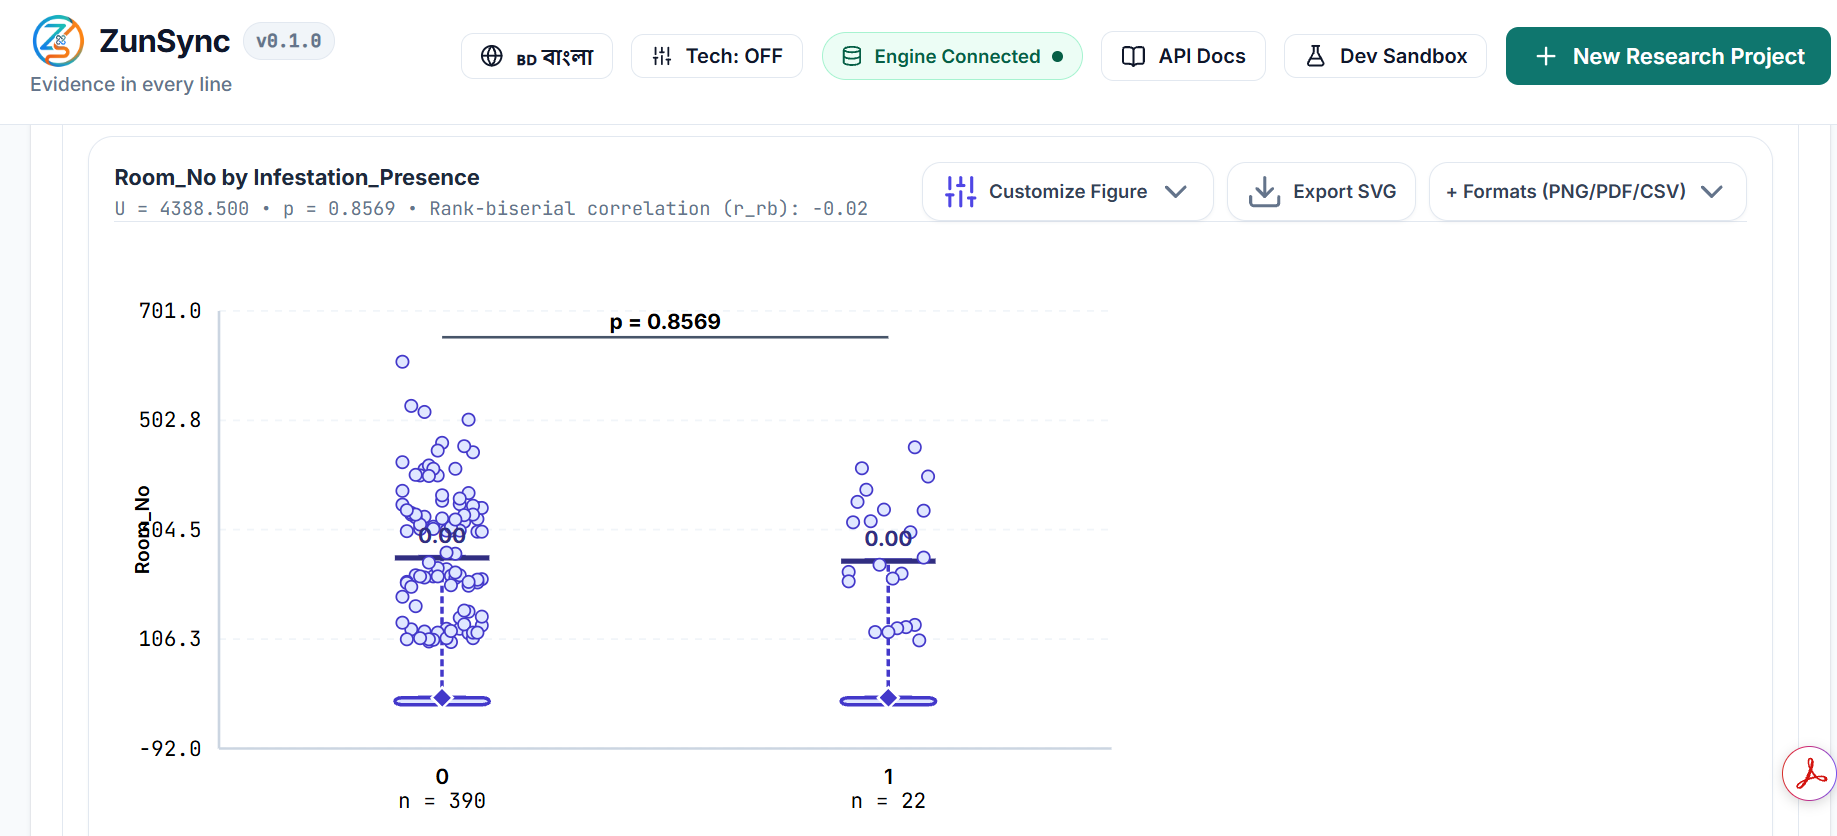 ZunSync v0.1.0
Evidence in every line
BD বাংলা
Tech: OFF
Engine Connected
API Docs
Dev Sandbox
New Research Project
Room_No by Infestation_Presence
U = 4388.500 • p = 0.8569 • Rank-biserial correlation (r_rb): -0.02
Customize Figure
Export SVG
+ Formats (PNG/PDF/CSV)
701.0
p = 0.8569
502.8
Room_No
304.5
0.00
0.00
106.3
-92.0
0
1
n = 390
n = 22